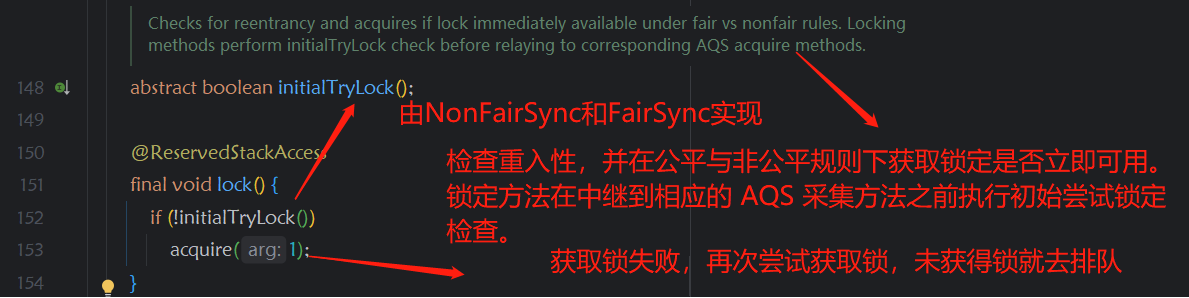 Checks for reentrancy and acquires if lock immediately available under fair vs nonfair rules. Locking
methods perform initialTryLock check before relaying to corresponding AQS acquire methods.
148 abstract boolean initialTryLock();
由NonFairSync和FairSync实现
149
150 @ReservedStackAccess
检查重入性，并在公平与非公平规则下获取锁定是否立即可用。
151 final void lock() {
锁定方法在中继到相应的 AQS 采集方法之前执行初始尝试锁定
152 if (!initialTryLock())
检查。
153 acquire( arg: 1);
获取锁失败，再次尝试获取锁，未获得锁就去排队
154 }